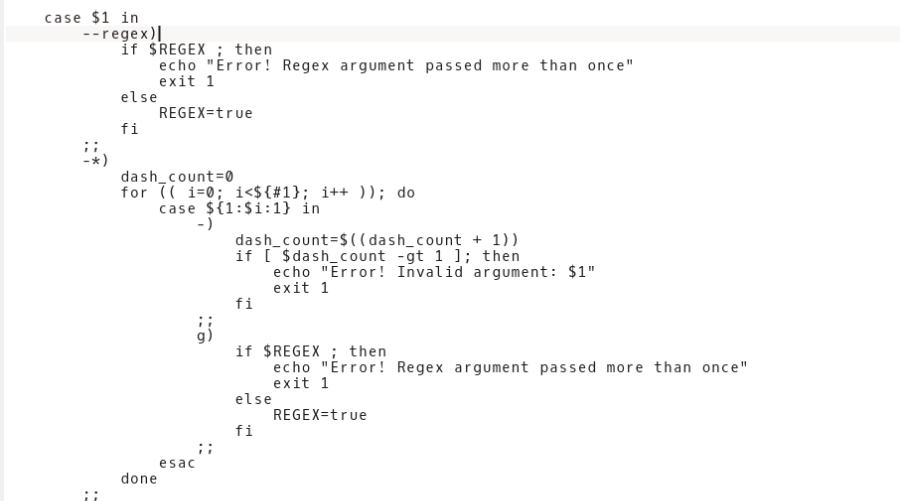 case $1 in
--regex)
if $REGEX ; then
echo "Error! Regex argument passed more than once"
exit 1
else
REGEX=true
fi
;;
-*)
dash_count=0
for (( i=0; i<${#1}; i++ )); do
case ${1:$i:1} in
-)
dash_count=$((dash_count + 1))
if [ $dash_count -gt 1 ]; then
echo "Error! Invalid argument: $1"
exit 1
fi
;;
g)
if $REGEX ; then
echo "Error! Regex argument passed more than once"
exit 1
else
REGEX=true
fi
;;
esac
done
;;